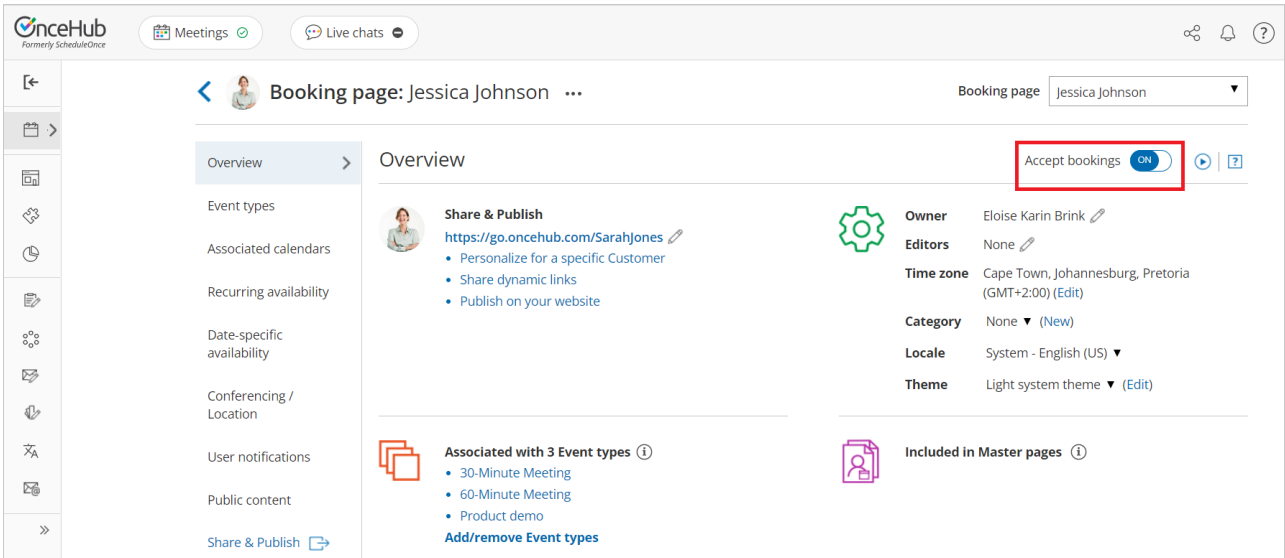 OnceHub
Formerly ScheduleOnce
Meetings
Live chats
?
Booking page: Jessica Johnson ...
Booking page
Jessica Johnson
Overview
Event types
Associated calendars
Recurring availability
Date-specific
availability
Conferencing /
Location
User notifications
Public content
Share & Publish
Overview
Accept bookings ON
?
Share & Publish
https://go.oncehub.com/SarahJones
• Personalize for a specific Customer
• Share dynamic links
• Publish on your website
Owner Eloise Karin Brink
Editors None
Time zone Cape Town, Johannesburg, Pretoria
(GMT+2:00) (Edit)
Category None ▼ (New)
Locale System - English (US) ▼
Theme Light system theme ▼ (Edit)
Associated with 3 Event types i
• 30-Minute Meeting
• 60-Minute Meeting
• Product demo
Add/remove Event types
Included in Master pages i